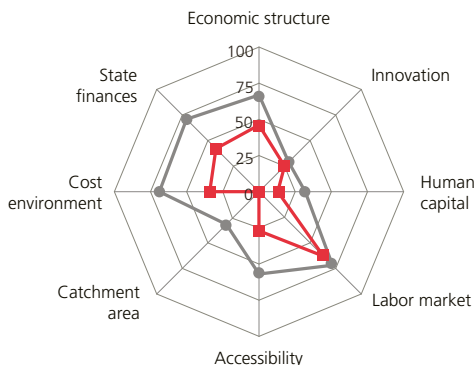 Economic structure
100
State
finances
Innovation
75
50
25
Cost
environment
0
Human
capital
Catchment
area
Labor market
Accessibility